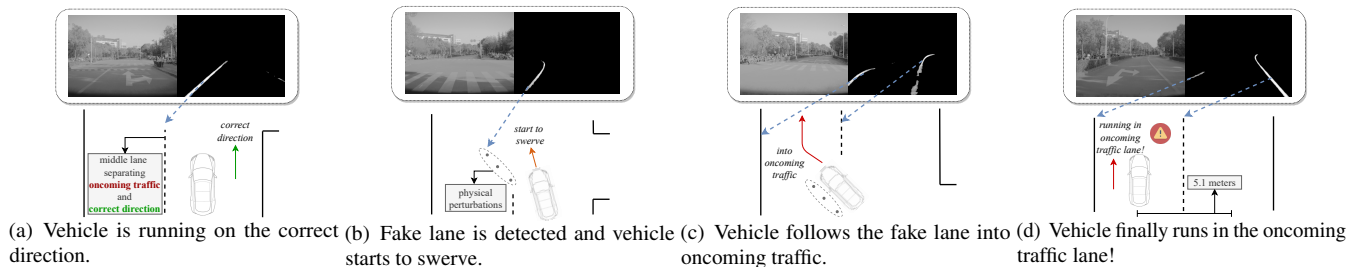 correct
direction
middle lane
separating
oncoming traffic
and
correct direction
(a) Vehicle is running on the correct
direction.
start to
swerve
physical
perturbations
(b) Fake lane is detected and vehicle
starts to swerve.
into
oncoming
traffic
(c) Vehicle follows the fake lane into
oncoming traffic.
running in
oncoming
traffic lane!
5.1 meters
(d) Vehicle finally runs in the oncoming
traffic lane!